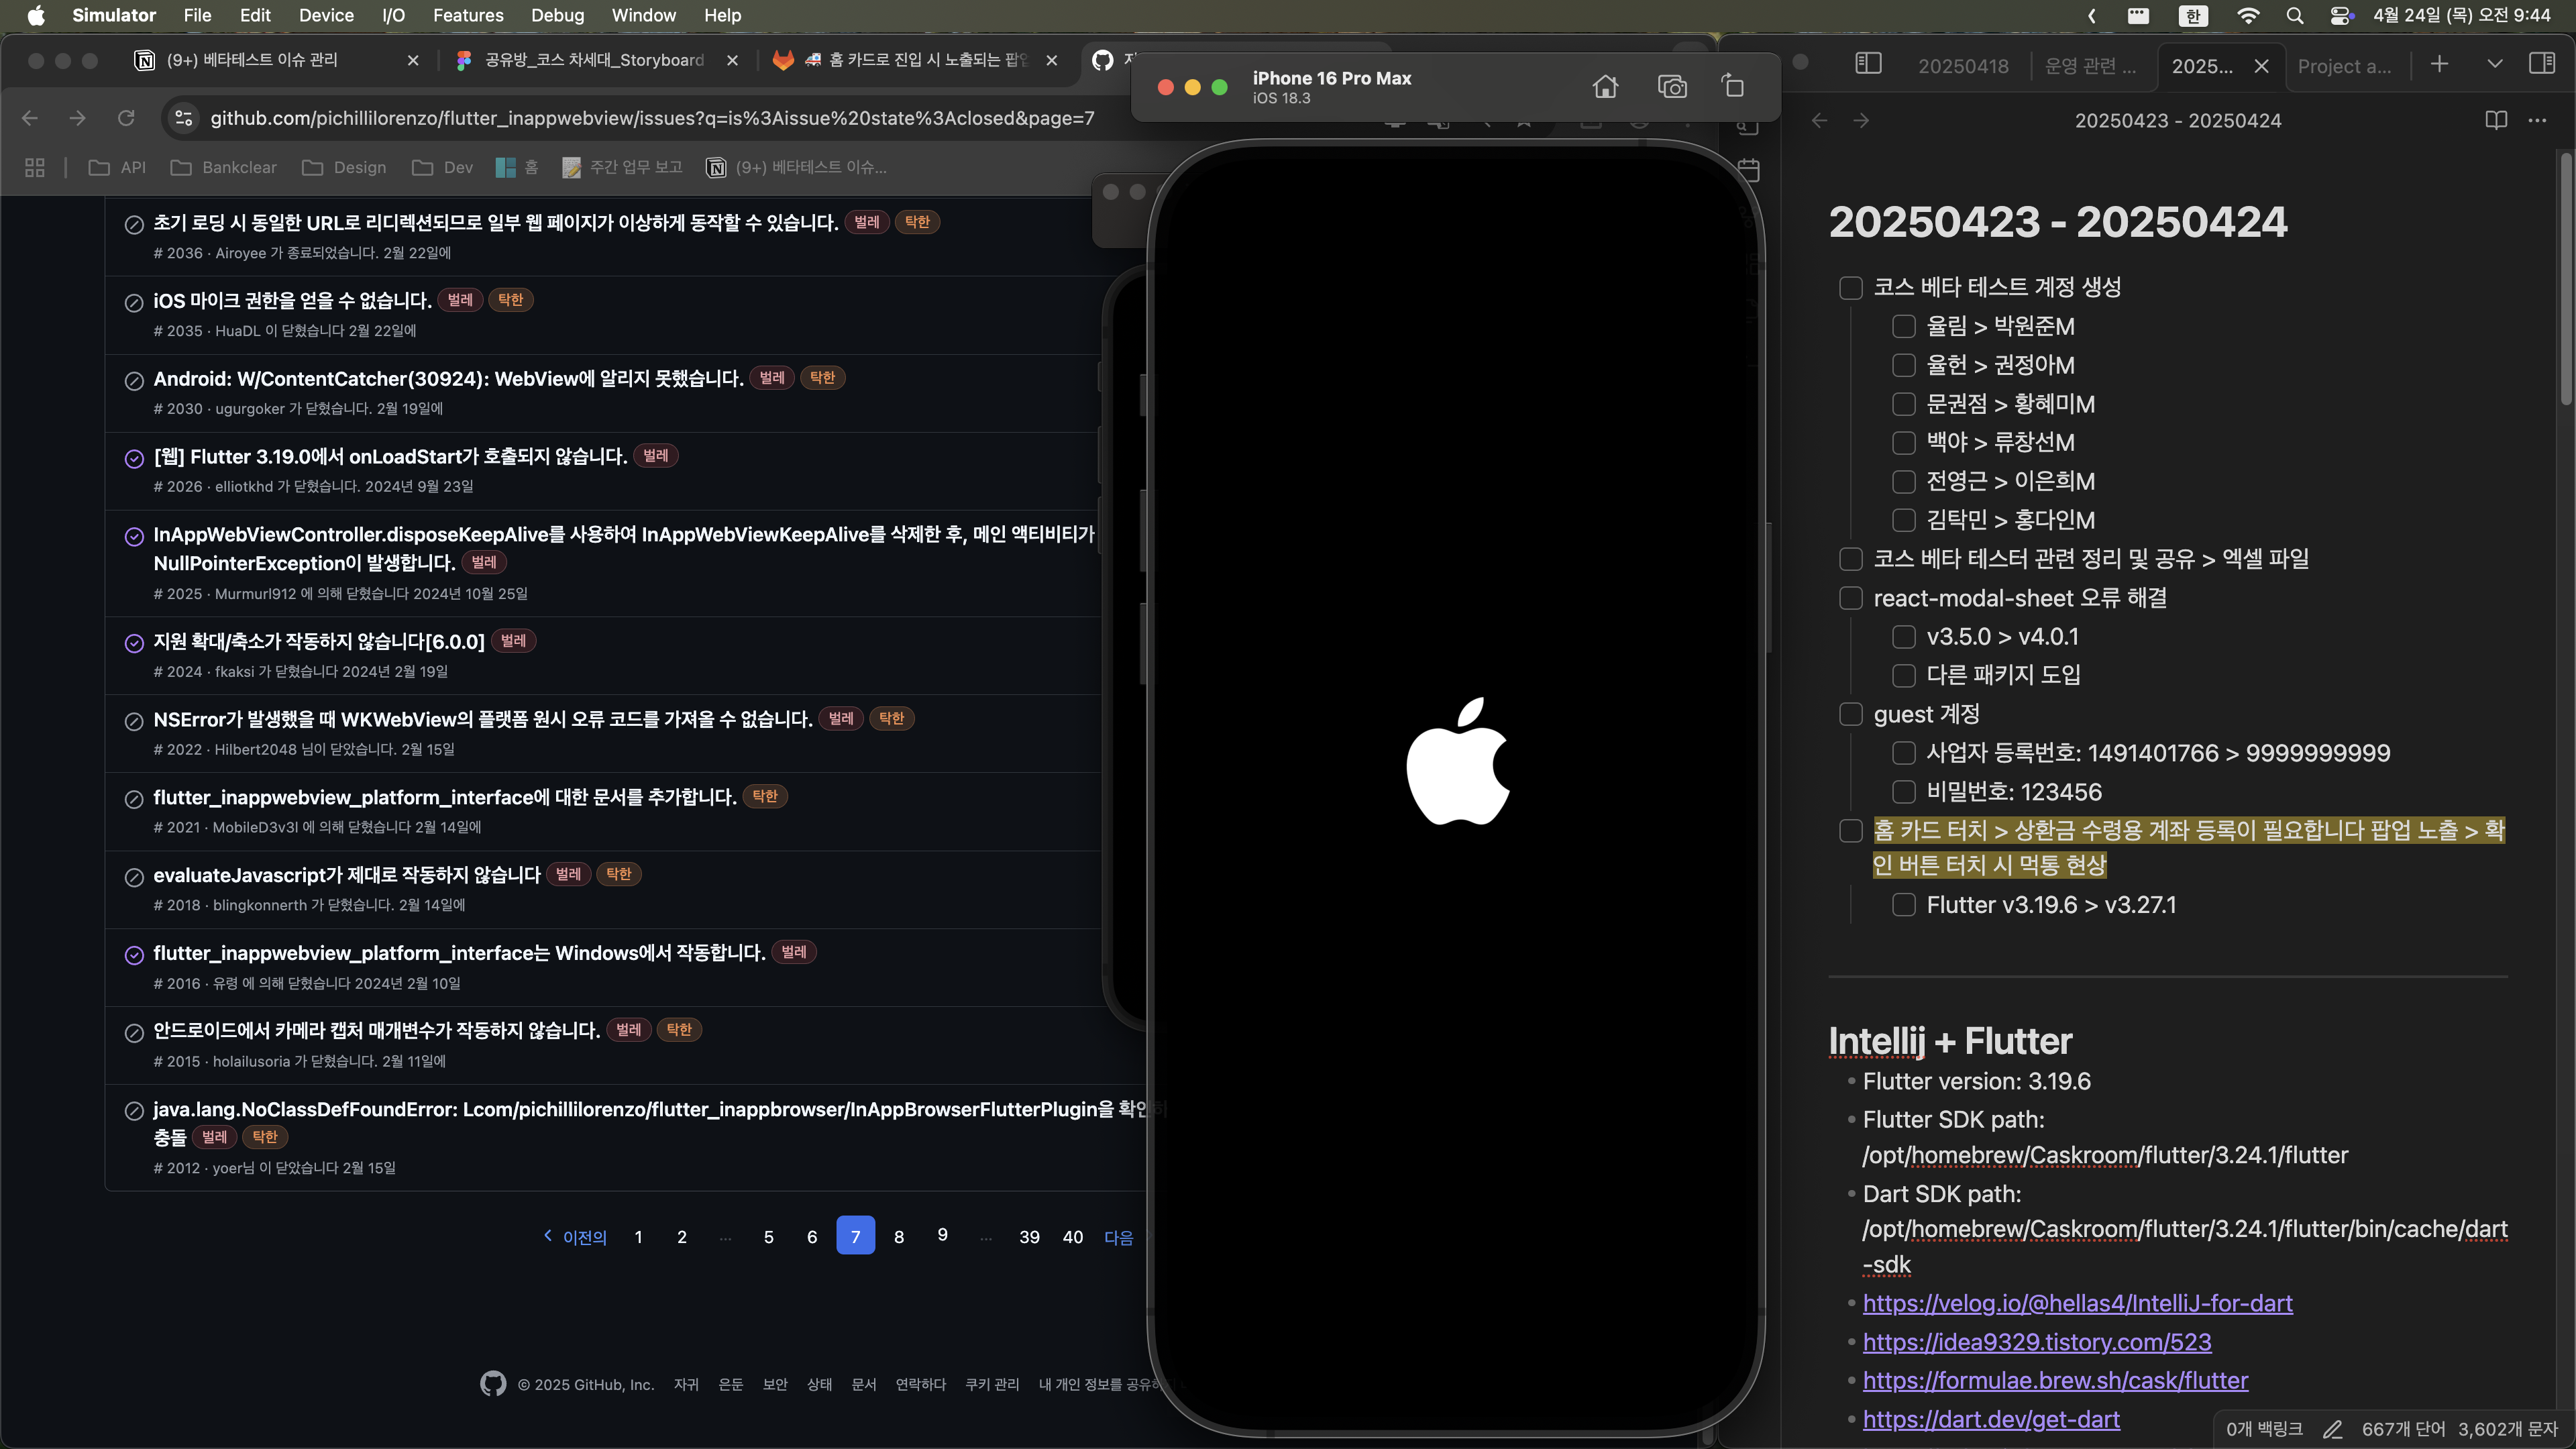 Simulator File Edit Device I/O Features Debug Window Help
한 4월 24일 (목) 오전 9:44
(9+) 베타테스트 이슈 관리
공유방_코스 차세대_Storyboard
🚑 홈 카드로 진입 시 노출되는 팝업
github.com/pichillilorenzo/flutter_inappwebview/issues?q=is%3Aissue%20state%3Aclosed&page=7
API Bankclear Design Dev 홈 주간 업무 보고 (9+) 베타테스트 이슈...
초기 로딩 시 동일한 URL로 리디렉션되므로 일부 웹 페이지가 이상하게 동작할 수 있습니다. 벌레 탁한
# 2036 · Airoyee 가 종료되었습니다. 2월 22일에
iOS 마이크 권한을 얻을 수 없습니다. 벌레 탁한
# 2035 · HuaDL 이 닫혔습니다 2월 22일에
Android: W/ContentCatcher(30924): WebView에 알리지 못했습니다. 벌레 탁한
# 2030 · ugurgoker 가 닫혔습니다. 2월 19일에
[웹] Flutter 3.19.0에서 onLoadStart가 호출되지 않습니다. 벌레
# 2026 · elliotkhd 가 닫혔습니다. 2024년 9월 23일
InAppWebViewController.disposeKeepAlive를 사용하여 InAppWebViewKeepAlive를 삭제한 후, 메인 액티비티가
NullPointerException이 발생합니다. 벌레
# 2025 · Murmurl912 에 의해 닫혔습니다 2024년 10월 25일
지원 확대/축소가 작동하지 않습니다[6.0.0] 벌레
# 2024 · fkaksi 가 닫혔습니다 2024년 2월 19일
NSError가 발생했을 때 WKWebView의 플랫폼 원시 오류 코드를 가져올 수 없습니다. 벌레 탁한
# 2022 · Hilbert2048 님이 닫았습니다. 2월 15일
flutter_inappwebview_platform_interface에 대한 문서를 추가합니다. 탁한
# 2021 · MobileD3v3l 에 의해 닫혔습니다 2월 14일에
evaluateJavascript가 제대로 작동하지 않습니다 벌레 탁한
# 2018 · blingkonnerth 가 닫혔습니다. 2월 14일에
flutter_inappwebview_platform_interface는 Windows에서 작동합니다. 벌레
# 2016 · 유령 에 의해 닫혔습니다 2024년 2월 10일
안드로이드에서 카메라 캡처 매개변수가 작동하지 않습니다. 벌레 탁한
# 2015 · holailusoria 가 닫혔습니다. 2월 11일에
java.lang.NoClassDefFoundError: Lcom/pichillilorenzo/flutter_inappbrowser/InAppBrowserFlutterPlugin을 확인하
충돌 벌레 탁한
# 2012 · yoer님 이 닫았습니다 2월 15일
이전의 1 2 ... 5 6 7 8 9 ... 39 40 다음
© 2025 GitHub, Inc. 자귀 은둔 보안 상태 문서 연락하다 쿠키 관리 내 개인 정보를 공유하
iPhone 16 Pro Max
iOS 18.3
20250418 운영 관련 ... 2025... Project a...
20250423 - 20250424
20250423 - 20250424
코스 베타 테스트 계정 생성
율림 > 박원준M
율헌 > 권정아M
문권점 > 황혜미M
백야 > 류창선M
전영근 > 이은희M
김탁민 > 홍다인M
코스 베타 테스터 관련 정리 및 공유 > 엑셀 파일
react-modal-sheet 오류 해결
v3.5.0 > v4.0.1
다른 패키지 도입
guest 계정
사업자 등록번호: 1491401766 > 9999999999
비밀번호: 123456
홈 카드 터치 > 상환금 수령용 계좌 등록이 필요합니다 팝업 노출 > 확
인 버튼 터치 시 먹통 현상
Flutter v3.19.6 > v3.27.1
Intellij + Flutter
Flutter version: 3.19.6
Flutter SDK path:
/opt/homebrew/Caskroom/flutter/3.24.1/flutter
Dart SDK path:
/opt/homebrew/Caskroom/flutter/3.24.1/flutter/bin/cache/dart
-sdk
https://velog.io/@hellas4/IntelliJ-for-dart
https://idea9329.tistory.com/523
https://formulae.brew.sh/cask/flutter
https://dart.dev/get-dart
0개 백링크 667개 단어 3,602개 문자